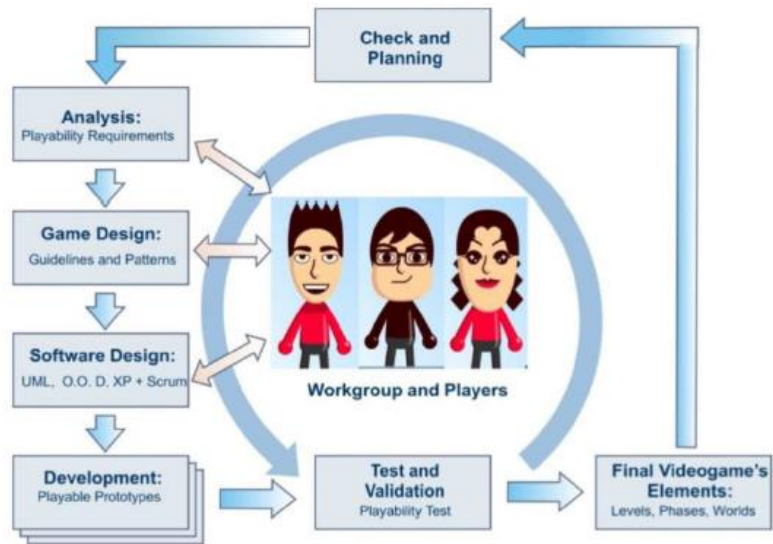 Check and
Planning
Analysis:
Playability Requirements
Game Design:
Guidelines and Patterns
Software Design:
UML, O.O. D. XP + Scrum
Workgroup and Players
Development:
Playable Prototypes
Test and
Validation
Playability Test
Final Videogame's
Elements:
Levels, Phases, Worlds